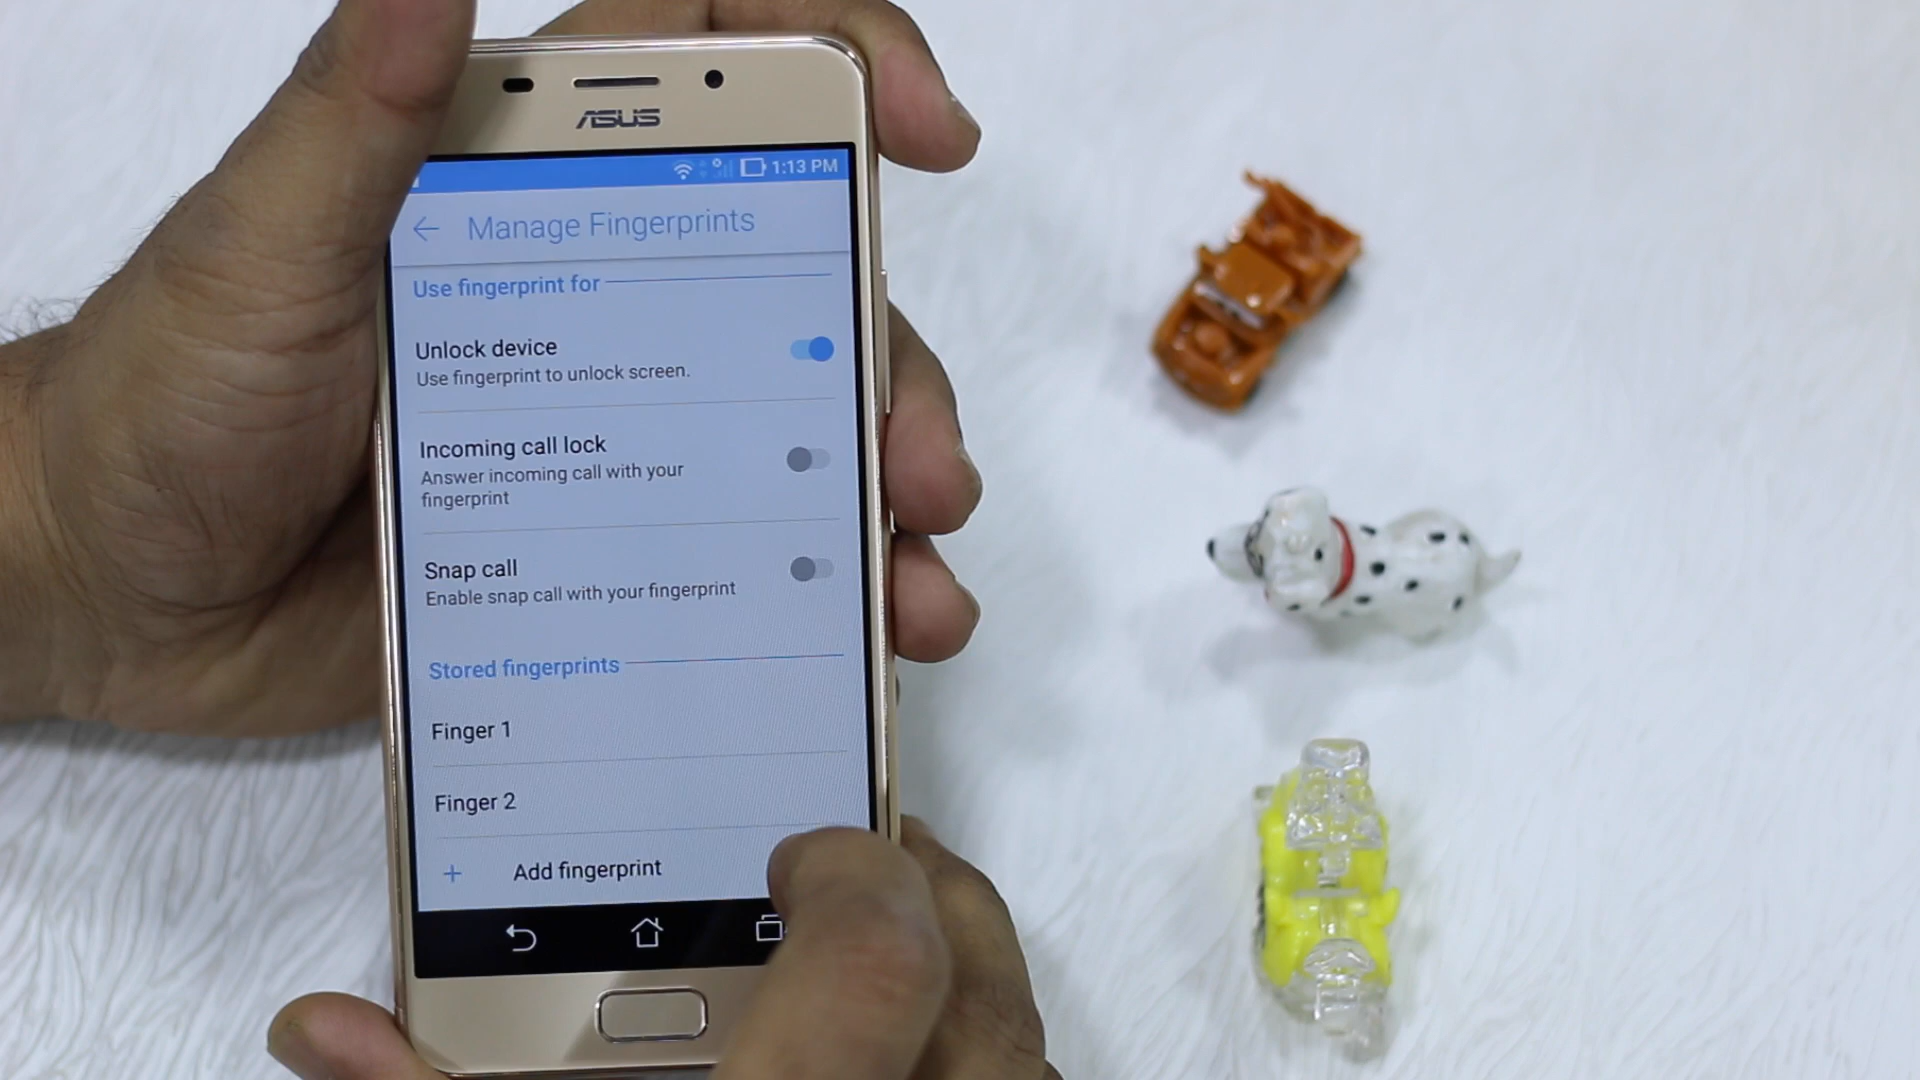 ASUS
1:13 PM
Manage Fingerprints
Use fingerprint for
Unlock device
Use fingerprint to unlock screen.
Incoming call lock
Answer incoming call with your
fingerprint
Snap call
Enable snap call with your fingerprint
Stored fingerprints
Finger 1
Finger 2
+ Add fingerprint